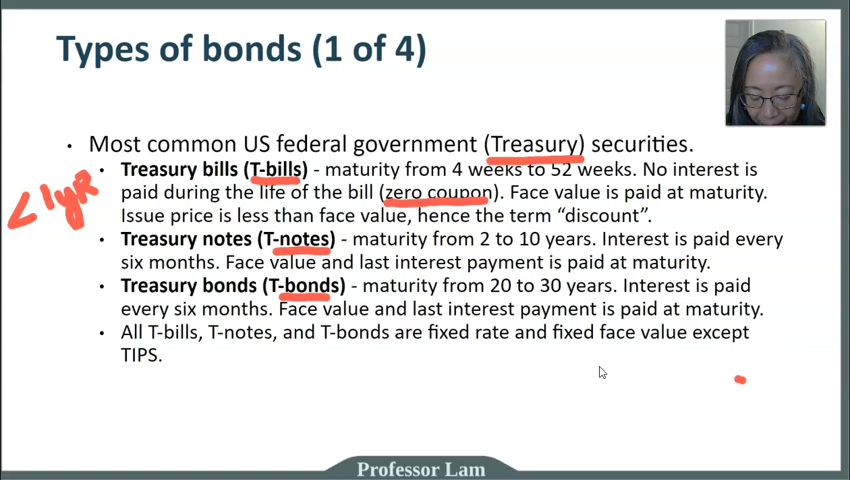 Types of bonds (1 of 4)
• Most common US federal government (Treasury) securities.
• Treasury bills (T-bills) - maturity from 4 weeks to 52 weeks. No interest is
paid during the life of the bill (zero coupon). Face value is paid at maturity.
Issue price is less than face value, hence the term “discount”.
< 1yR
• Treasury notes (T-notes) - maturity from 2 to 10 years. Interest is paid every
six months. Face value and last interest payment is paid at maturity.
• Treasury bonds (T-bonds) - maturity from 20 to 30 years. Interest is paid
every six months. Face value and last interest payment is paid at maturity.
• All T-bills, T-notes, and T-bonds are fixed rate and fixed face value except
TIPS.
Professor Lam